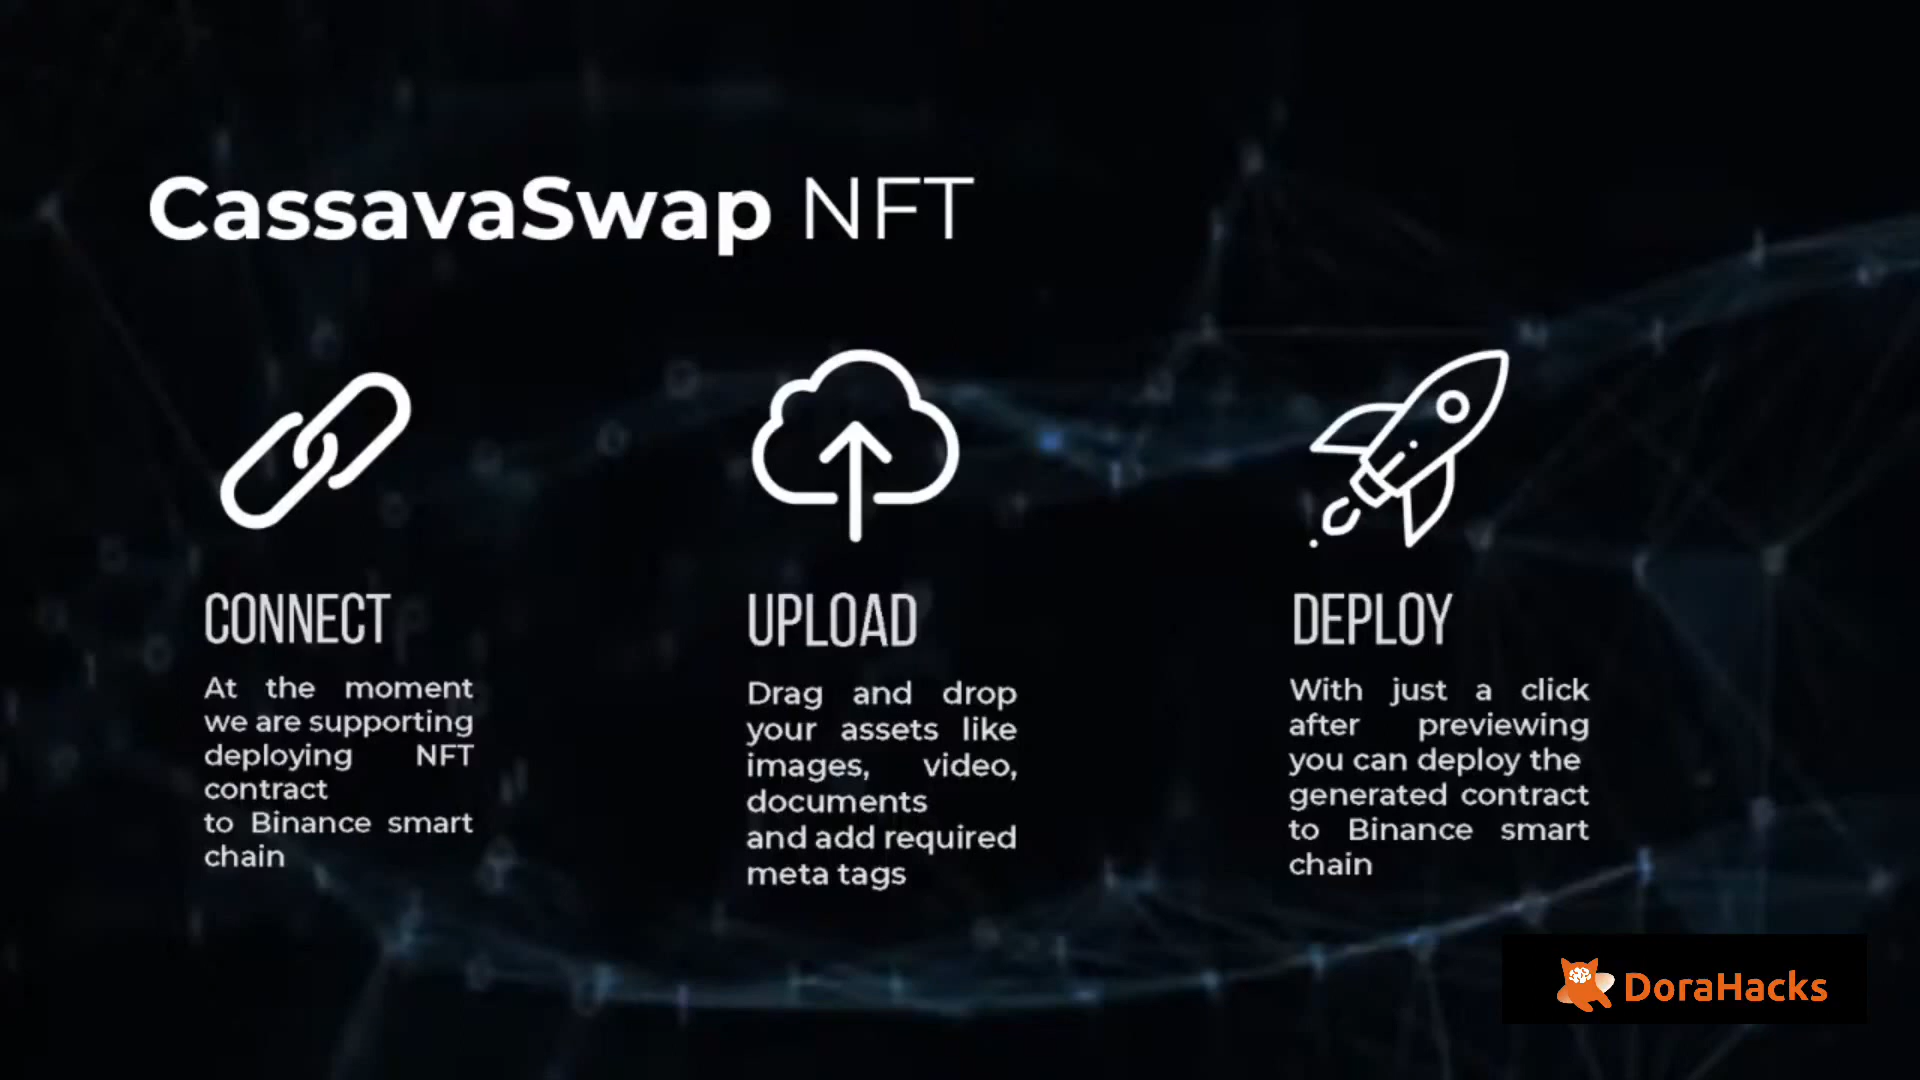 CassavaSwap NFT
CONNECT
At the moment
we are supporting
deploying NFT
contract
to Binance smart
chain
UPLOAD
Drag and drop
your assets like
images, video,
documents
and add required
meta tags
DEPLOY
With just a click
after previewing
you can deploy the
generated contract
to Binance smart
chain
DoraHacks